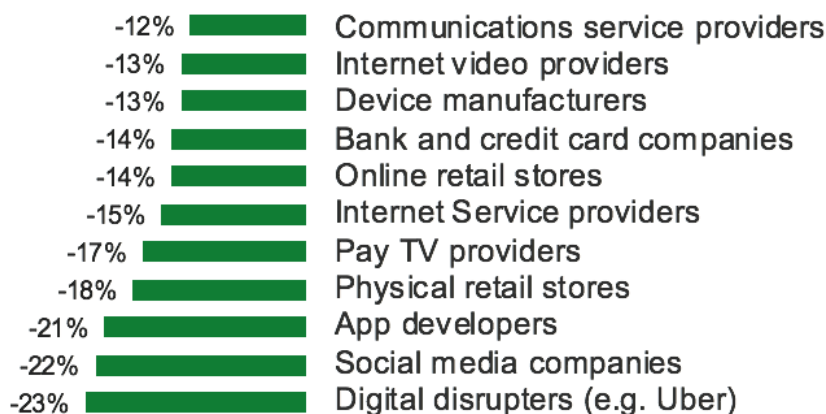 -12% Communications service providers
-13% Internet video providers
-13% Device manufacturers
-14% Bank and credit card companies
-14% Online retail stores
-15% Internet Service providers
-17% Pay TV providers
-18% Physical retail stores
-21% App developers
-22% Social media companies
-23% Digital disrupters (e.g. Uber)